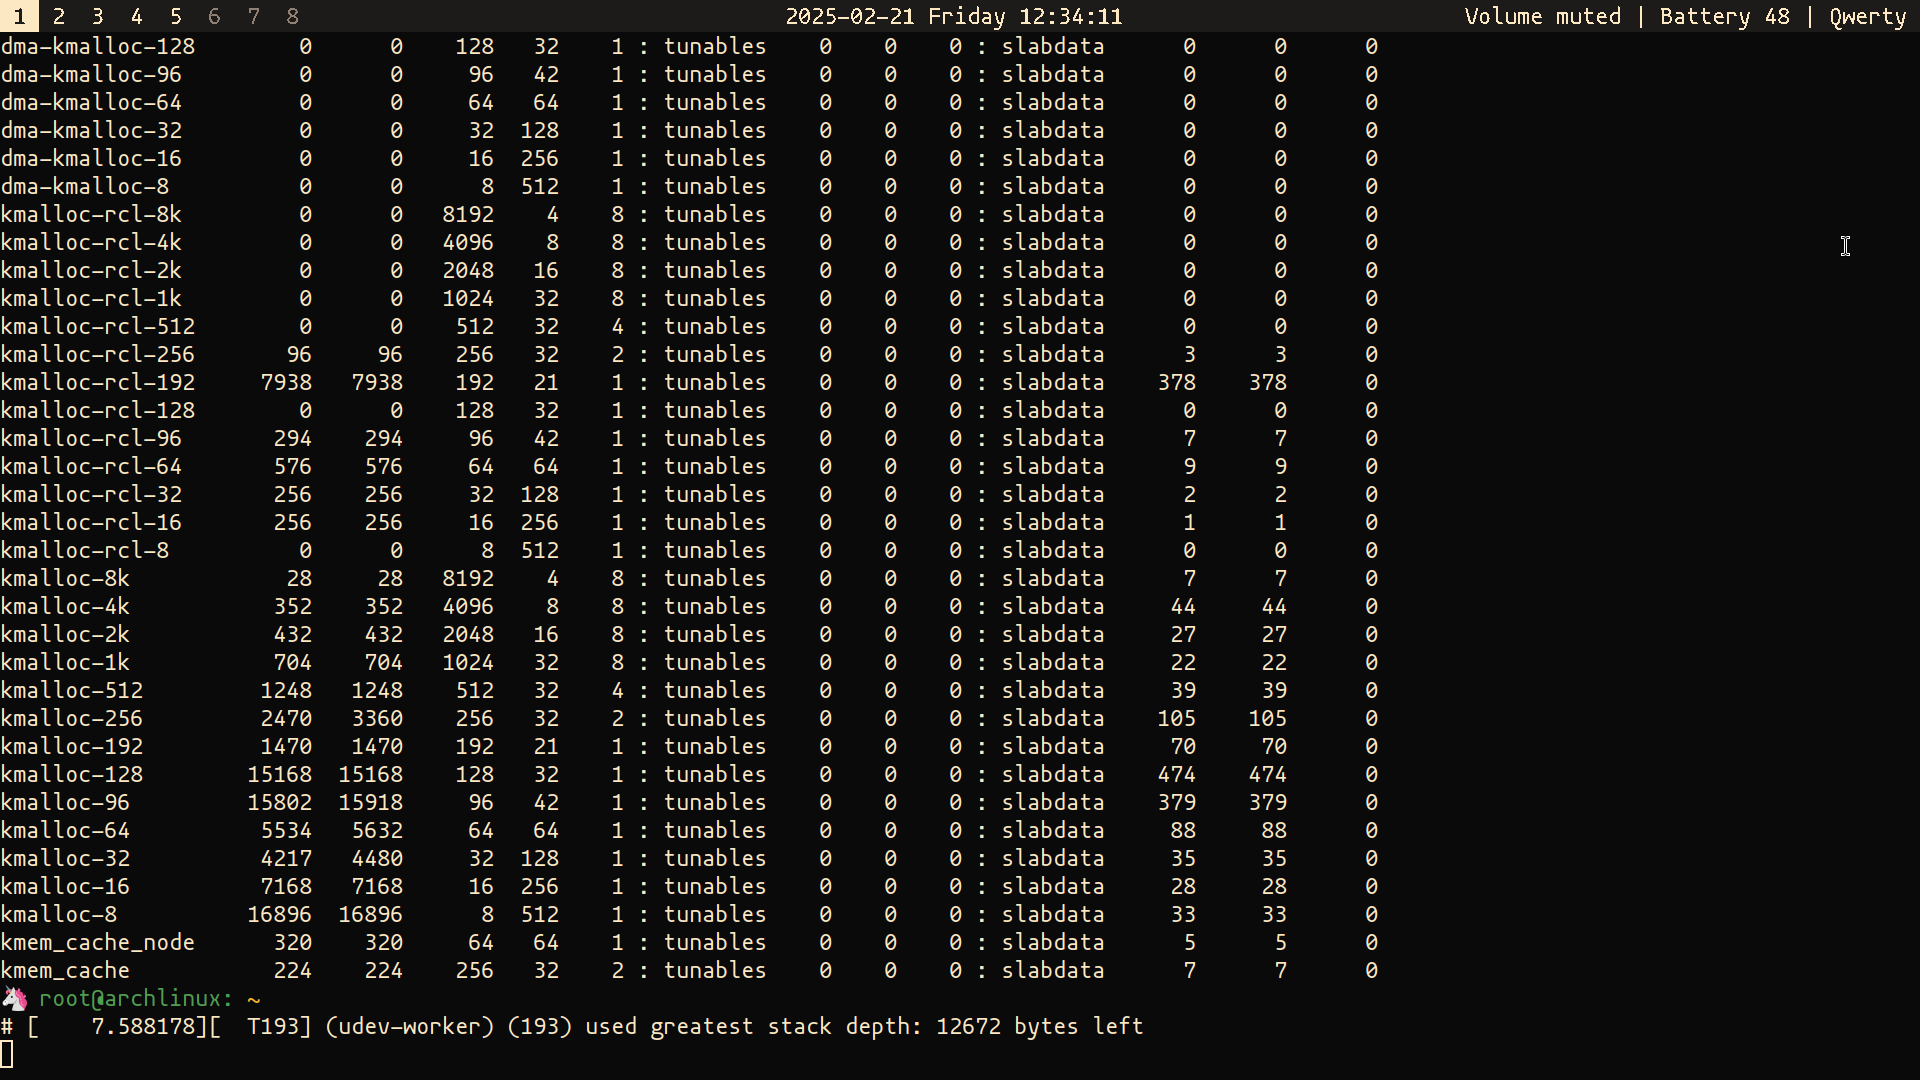 1 2 3 4 5 6 7 8 2025-02-21 Friday 12:34:11 Volume muted | Battery 48 | Qwerty
dma-kmalloc-128 0 0 128 32 1 : tunables 0 0 0 : slabdata 0 0 0
dma-kmalloc-96 0 0 96 42 1 : tunables 0 0 0 : slabdata 0 0 0
dma-kmalloc-64 0 0 64 64 1 : tunables 0 0 0 : slabdata 0 0 0
dma-kmalloc-32 0 0 32 128 1 : tunables 0 0 0 : slabdata 0 0 0
dma-kmalloc-16 0 0 16 256 1 : tunables 0 0 0 : slabdata 0 0 0
dma-kmalloc-8 0 0 8 512 1 : tunables 0 0 0 : slabdata 0 0 0
kmalloc-rcl-8k 0 0 8192 4 8 : tunables 0 0 0 : slabdata 0 0 0
kmalloc-rcl-4k 0 0 4096 8 8 : tunables 0 0 0 : slabdata 0 0 0
kmalloc-rcl-2k 0 0 2048 16 8 : tunables 0 0 0 : slabdata 0 0 0
kmalloc-rcl-1k 0 0 1024 32 8 : tunables 0 0 0 : slabdata 0 0 0
kmalloc-rcl-512 0 0 512 32 4 : tunables 0 0 0 : slabdata 0 0 0
kmalloc-rcl-256 96 96 256 32 2 : tunables 0 0 0 : slabdata 3 3 0
kmalloc-rcl-192 7938 7938 192 21 1 : tunables 0 0 0 : slabdata 378 378 0
kmalloc-rcl-128 0 0 128 32 1 : tunables 0 0 0 : slabdata 0 0 0
kmalloc-rcl-96 294 294 96 42 1 : tunables 0 0 0 : slabdata 7 7 0
kmalloc-rcl-64 576 576 64 64 1 : tunables 0 0 0 : slabdata 9 9 0
kmalloc-rcl-32 256 256 32 128 1 : tunables 0 0 0 : slabdata 2 2 0
kmalloc-rcl-16 256 256 16 256 1 : tunables 0 0 0 : slabdata 1 1 0
kmalloc-rcl-8 0 0 8 512 1 : tunables 0 0 0 : slabdata 0 0 0
kmalloc-8k 28 28 8192 4 8 : tunables 0 0 0 : slabdata 7 7 0
kmalloc-4k 352 352 4096 8 8 : tunables 0 0 0 : slabdata 44 44 0
kmalloc-2k 432 432 2048 16 8 : tunables 0 0 0 : slabdata 27 27 0
kmalloc-1k 704 704 1024 32 8 : tunables 0 0 0 : slabdata 22 22 0
kmalloc-512 1248 1248 512 32 4 : tunables 0 0 0 : slabdata 39 39 0
kmalloc-256 2470 3360 256 32 2 : tunables 0 0 0 : slabdata 105 105 0
kmalloc-192 1470 1470 192 21 1 : tunables 0 0 0 : slabdata 70 70 0
kmalloc-128 15168 15168 128 32 1 : tunables 0 0 0 : slabdata 474 474 0
kmalloc-96 15802 15918 96 42 1 : tunables 0 0 0 : slabdata 379 379 0
kmalloc-64 5534 5632 64 64 1 : tunables 0 0 0 : slabdata 88 88 0
kmalloc-32 4217 4480 32 128 1 : tunables 0 0 0 : slabdata 35 35 0
kmalloc-16 7168 7168 16 256 1 : tunables 0 0 0 : slabdata 28 28 0
kmalloc-8 16896 16896 8 512 1 : tunables 0 0 0 : slabdata 33 33 0
kmem_cache_node 320 320 64 64 1 : tunables 0 0 0 : slabdata 5 5 0
kmem_cache 224 224 256 32 2 : tunables 0 0 0 : slabdata 7 7 0
🦄 root@archlinux: ~
# [ 7.588178][ T193] (udev-worker) (193) used greatest stack depth: 12672 bytes left